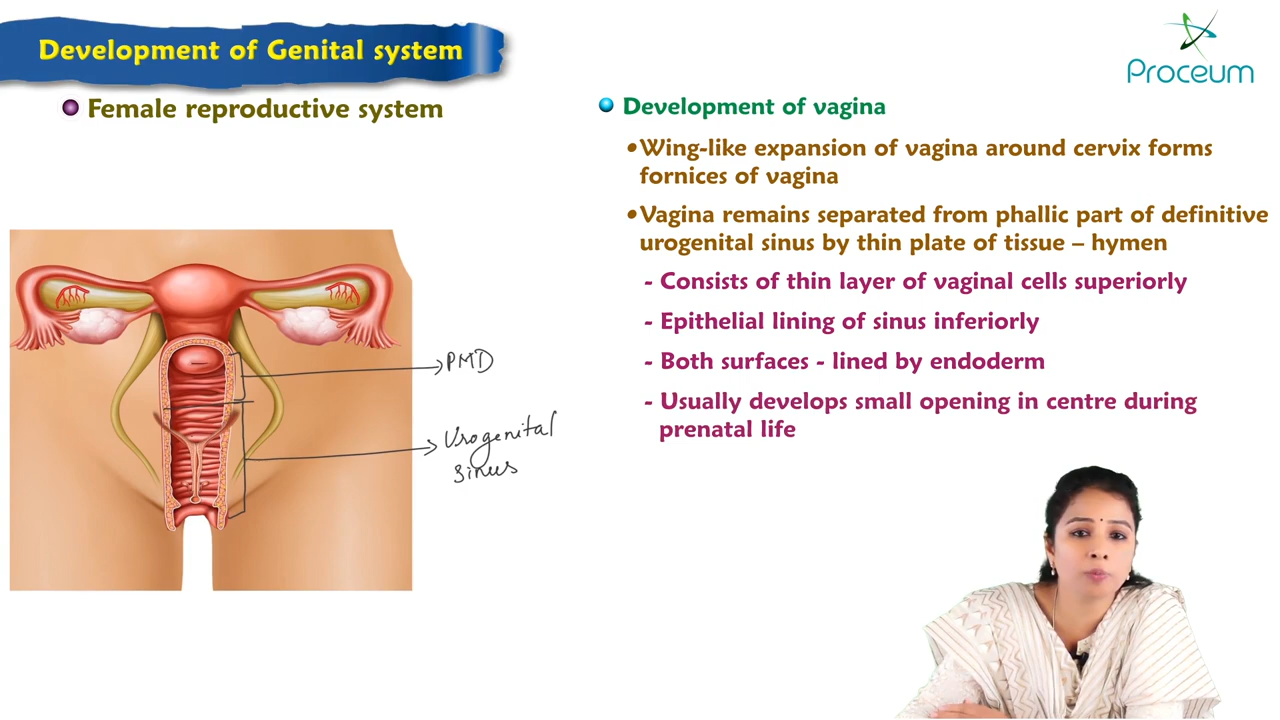 Development of Genital system
Proceum
Female reproductive system
PMD
Urogenital
sinus
Development of vagina
•Wing-like expansion of vagina around cervix forms
fornices of vagina
•Vagina remains separated from phallic part of definitive
urogenital sinus by thin plate of tissue – hymen
- Consists of thin layer of vaginal cells superiorly
- Epithelial lining of sinus inferiorly
- Both surfaces - lined by endoderm
- Usually develops small opening in centre during
prenatal life